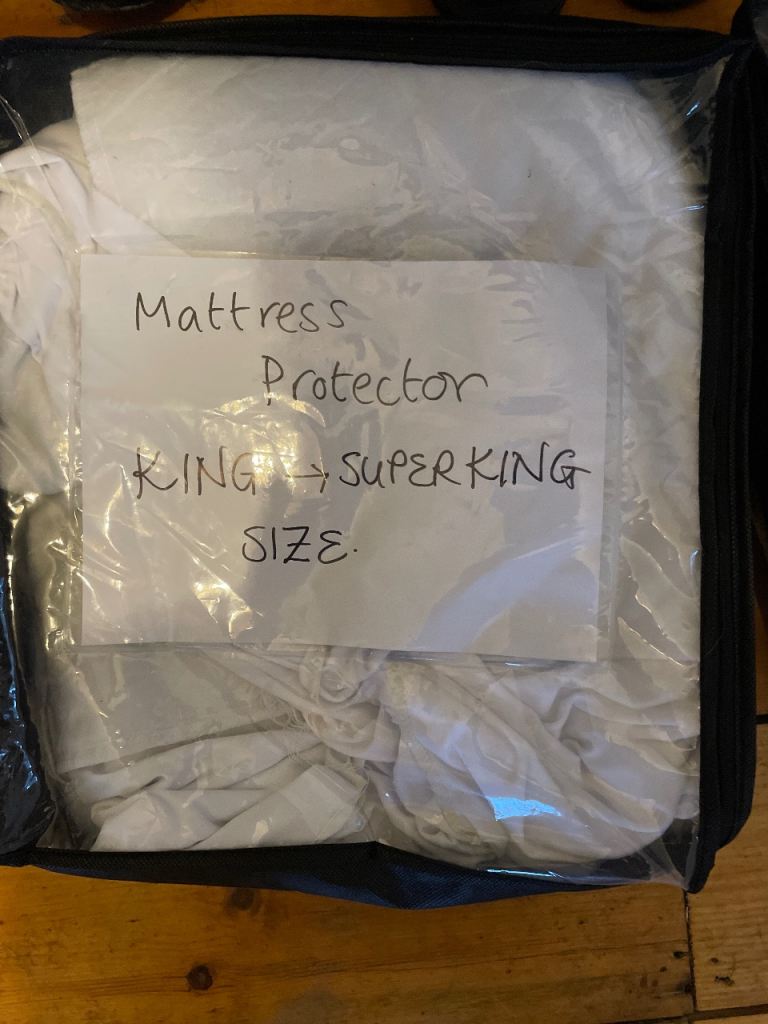 Mattress
Protector
KING → SUPERKING
SIZE.